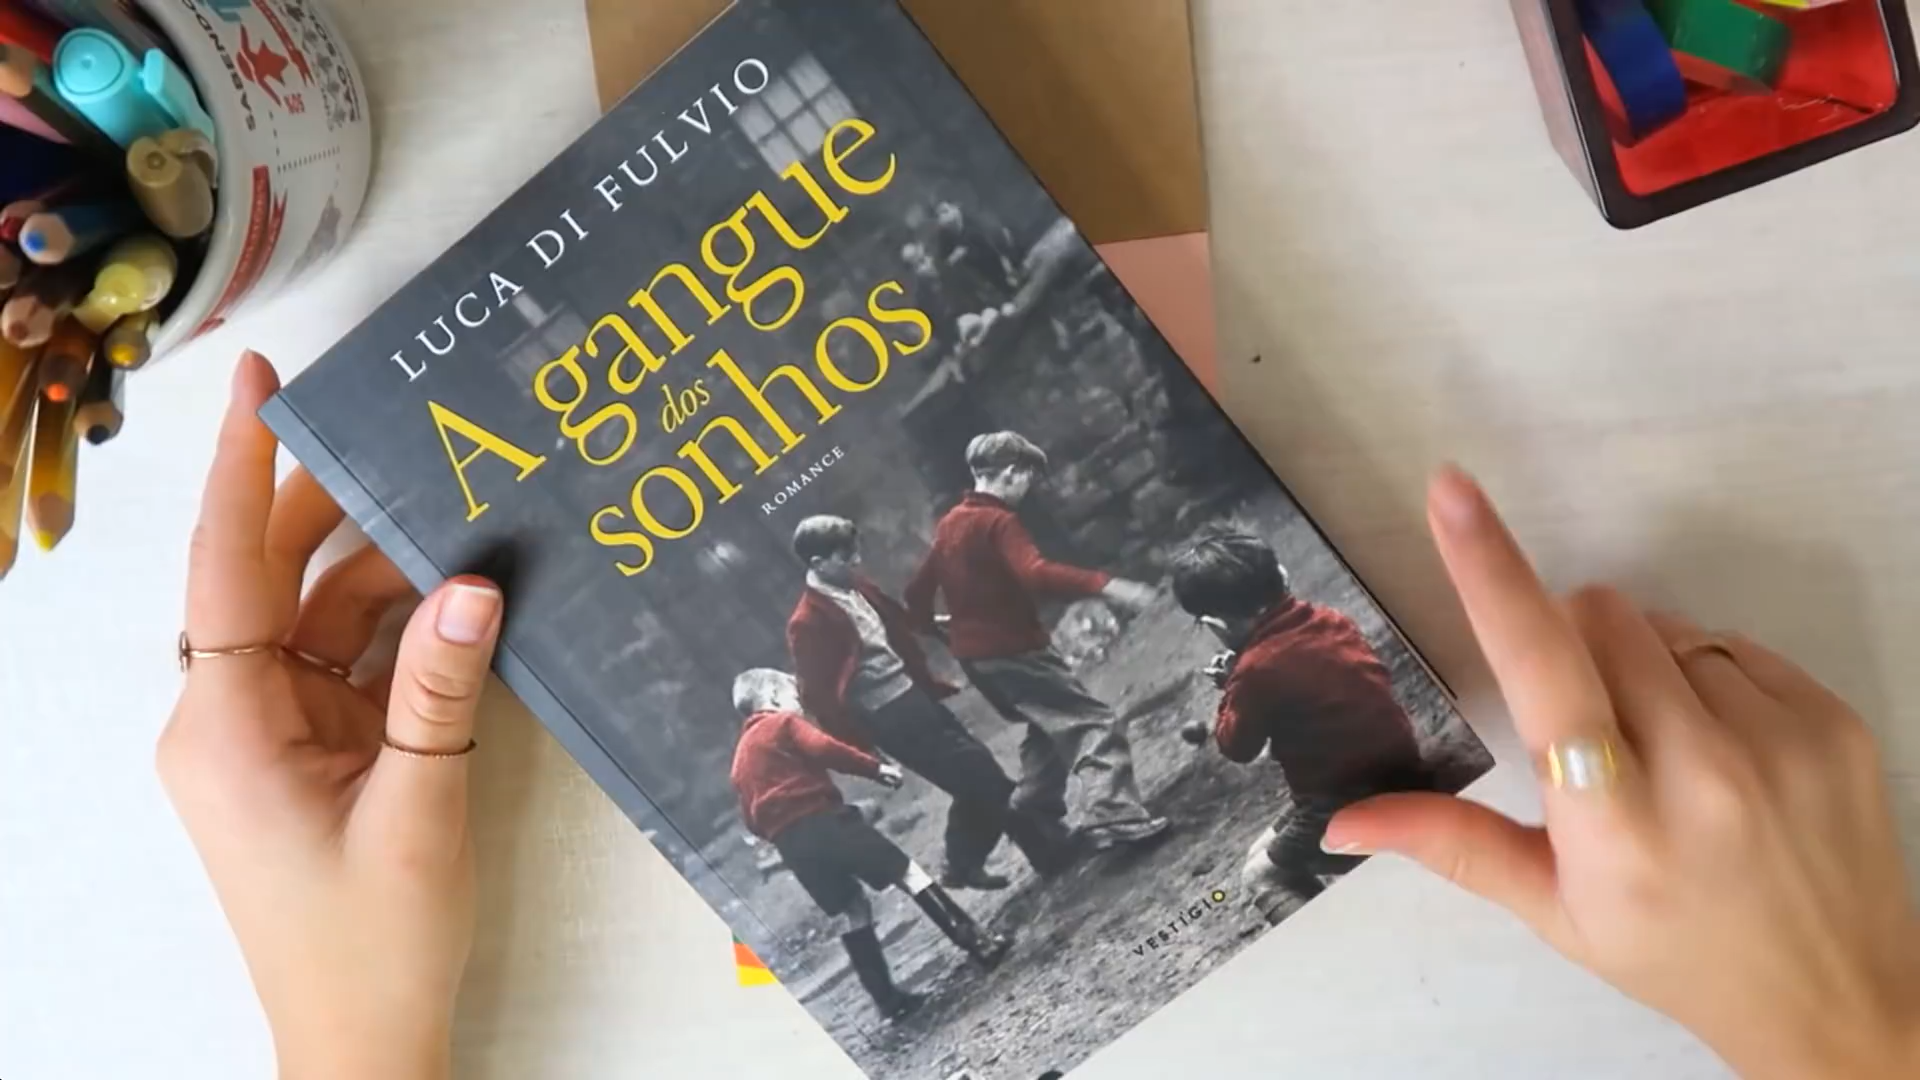 LUCA DI FULVIO
A gangue
dos
sonhos
ROMANCE
VESTÍGIO